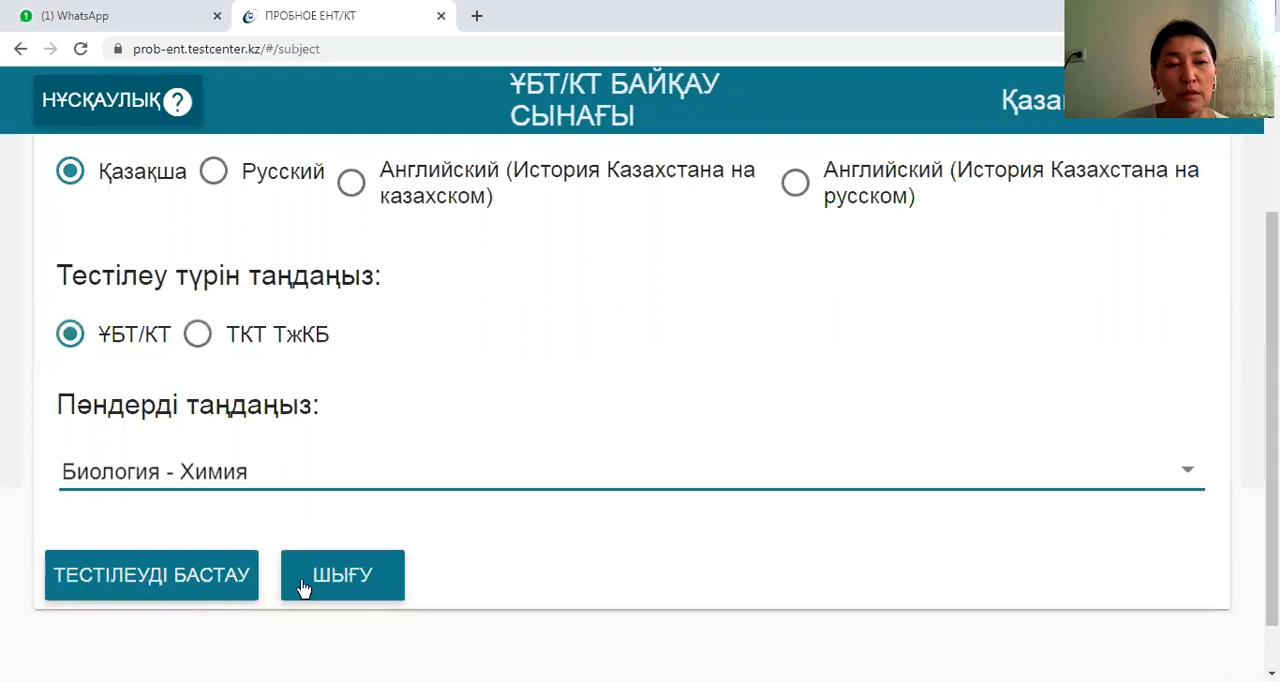 (1) WhatsApp
ПРОБНОЕ ЕНТ/КТ
prob-ent.testcenter.kz/#/subject
НҰСҚАУЛЫҚ ?
ҰБТ/КТ БАЙҚАУ
СЫНАҒЫ
Қаза
Қазақша
Русский
Английский (История Казахстана на
казахском)
Английский (История Казахстана на
русском)
Тестілеу түрін таңдаңыз:
ҰБТ/КТ
ТКТ ТжКБ
Пәндерді таңдаңыз:
Биология - Химия
ТЕСТІЛЕУДІ БАСТАУ
ШЫҒУ